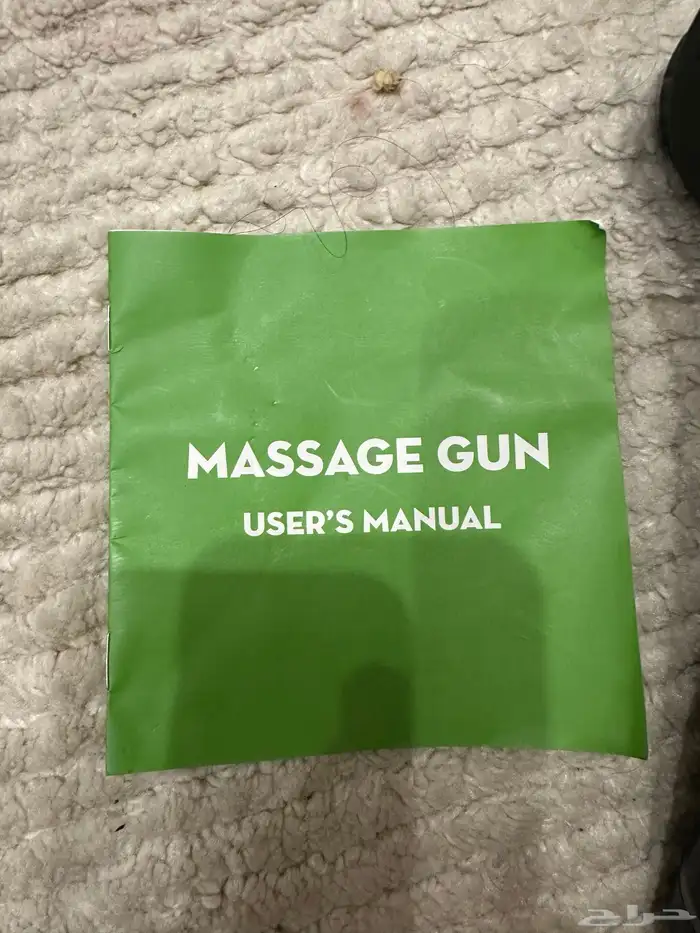 MASSAGE GUN
USER'S MANUAL
حراج